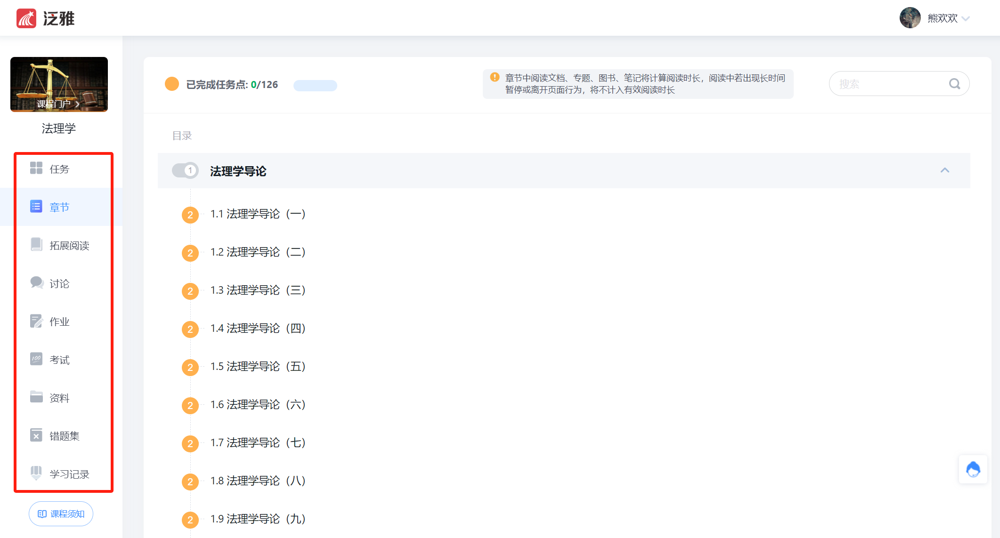 泛雅
熊欢欢
课程门户
法理学
任务
章节
拓展阅读
讨论
作业
100
考试
资料
错题集
学习记录
课程须知
已完成任务点: 0/126
章节中阅读文档、专题、图书、笔记将计算阅读时长，阅读中若出现长时间
暂停或离开页面行为，将不计入有效阅读时长
搜索
目录
1 法理学导论
2 1.1 法理学导论（一）
2 1.2 法理学导论（二）
2 1.3 法理学导论（三）
2 1.4 法理学导论（四）
2 1.5 法理学导论（五）
2 1.6 法理学导论（六）
2 1.7 法理学导论（七）
2 1.8 法理学导论（八）
2 1.9 法理学导论（九）